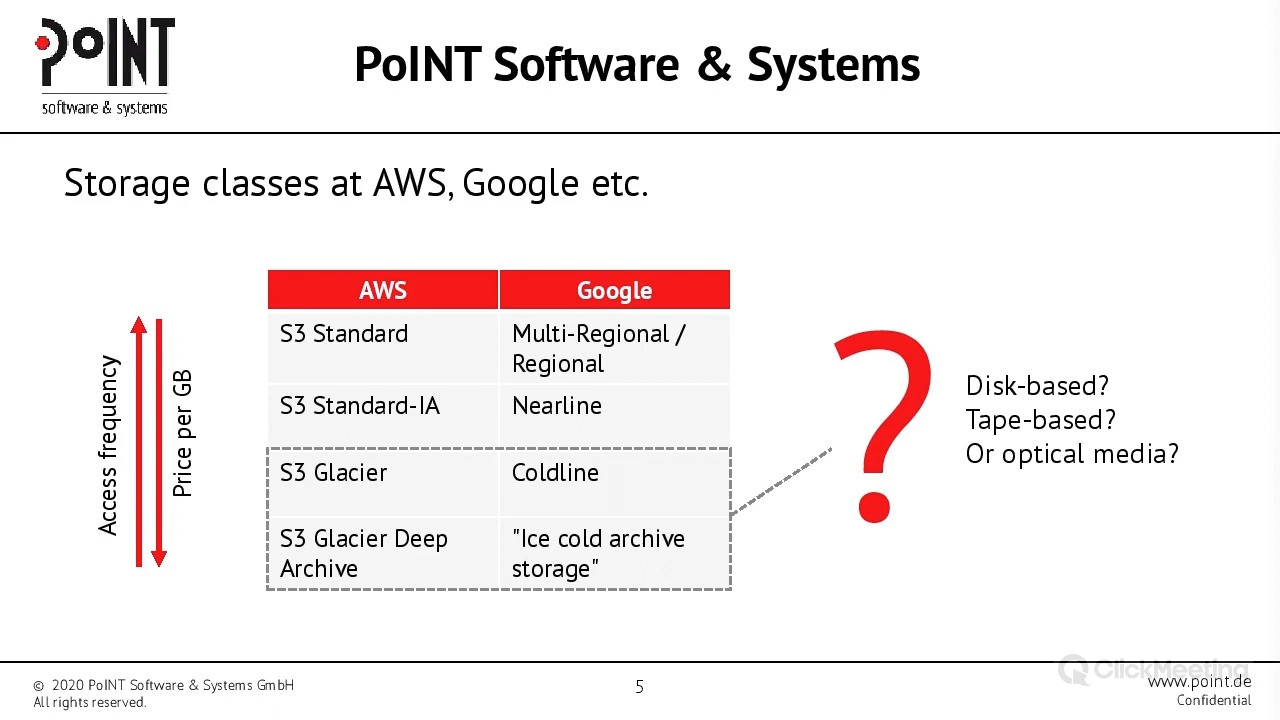 PoINT
software & systems
PoINT Software & Systems
Storage classes at AWS, Google etc.
Access frequency
Price per GB
AWS
Google
S3 Standard
Multi-Regional /
Regional
S3 Standard-IA
Nearline
S3 Glacier
Coldline
S3 Glacier Deep
Archive
"Ice cold archive
storage"
?
Disk-based?
Tape-based?
Or optical media?
© 2020 PoINT Software & Systems GmbH
All rights reserved.
5
ClickMeeting
www.point.de
Confidential